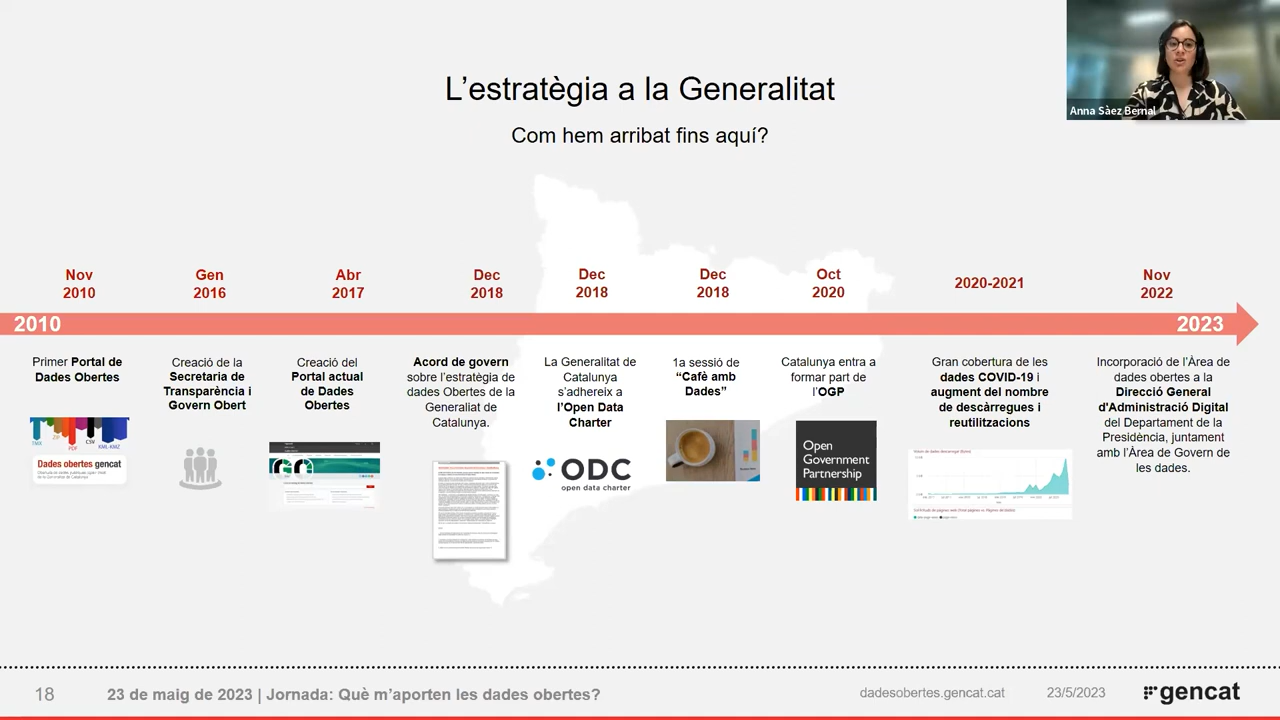 Anna Sàez Bernal
L'estratègia a la Generalitat
Com hem arribat fins aquí?
Nov
2010
Gen
2016
Abr
2017
Dec
2018
Dec
2018
Dec
2018
Oct
2020
2020-2021
Nov
2022
2010
2023
Primer Portal de
Dades Obertes
Creació de la
Secretaria de
Transparència i
Govern Obert
Creació del
Portal actual
de Dades
Obertes
Acord de govern
sobre l'estratègia de
dades Obertes de la
Generaliat de
Catalunya.
La Generalitat de
Catalunya
s'adhereix a
l'Open Data
Charter
1a sessió de
“Cafè amb
Dades”
Catalunya entra a
formar part de
l'OGP
Gran cobertura de les
dades COVID-19 i
augment del nombre
de descàrregues i
reutilitzacions
Incorporació de l'Àrea de
dades obertes a la
Direcció General
d'Administració Digital
del Departament de la
Presidència, juntament
amb l'Àrea de Govern de
les dades.
ZIP
PDF
CSV
KML-KMZ
Dades obertes gencat
ODC
open data charter
Open
Government
Partnership
18
23 de maig de 2023 | Jornada: Què m'aporten les dades obertes?
dadesobertes.gencat.cat
23/5/2023
gencat